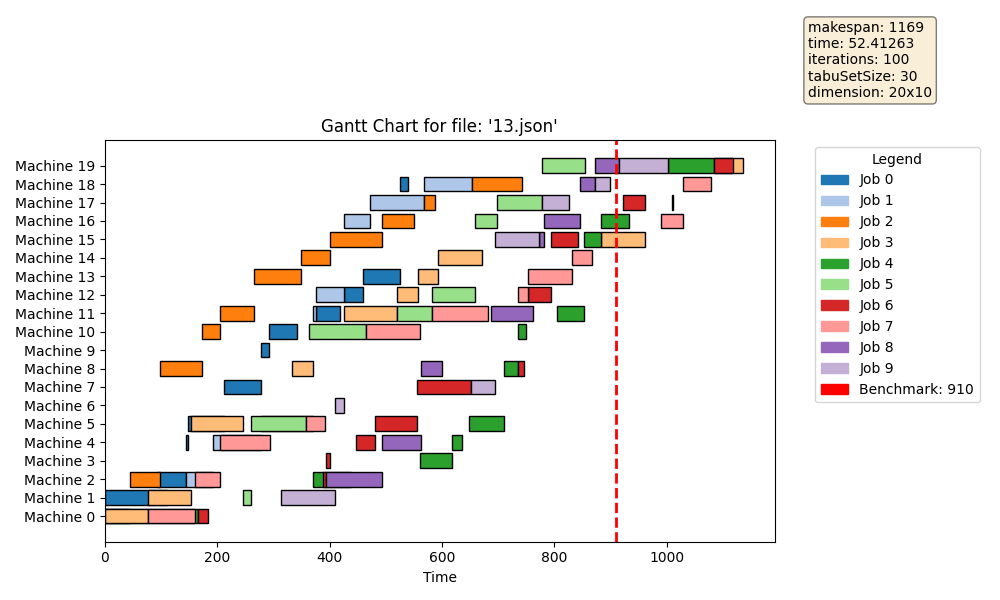 makespan: 1169
time: 52.41263
iterations: 100
tabuSetSize: 30
dimension: 20x10
Gantt Chart for file: '13.json'
Machine 19
Machine 18
Machine 17
Machine 16
Machine 15
Machine 14
Machine 13
Machine 12
Machine 11
Machine 10
Machine 9
Machine 8
Machine 7
Machine 6
Machine 5
Machine 4
Machine 3
Machine 2
Machine 1
Machine 0
0 200 400 600 800 1000
Time
Legend
Job 0
Job 1
Job 2
Job 3
Job 4
Job 5
Job 6
Job 7
Job 8
Job 9
Benchmark: 910